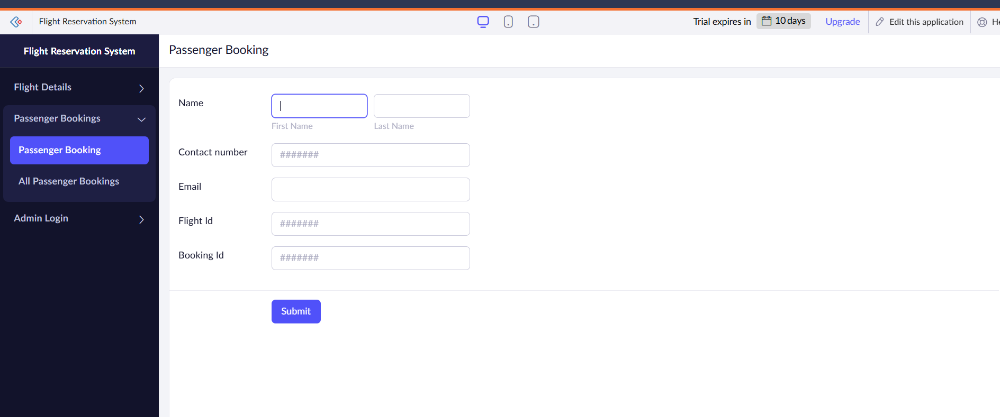 Flight Reservation System
Trial expires in 10 days Upgrade Edit this application
Flight Reservation System
Flight Details
Passenger Bookings
Passenger Booking
All Passenger Bookings
Admin Login
Passenger Booking
Name
First Name Last Name
Contact number #######
Email
Flight Id #######
Booking Id #######
Submit